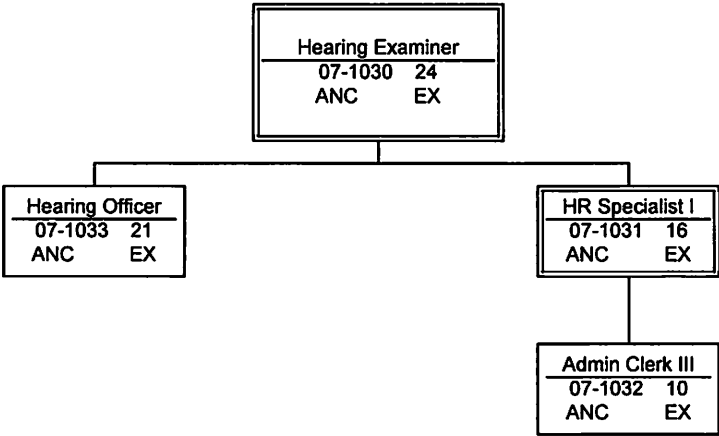 Hearing Examiner
07-1030 24
ANC EX
Hearing Officer
07-1033 21
ANC EX
HR Specialist I
07-1031 16
ANC EX
Admin Clerk III
07-1032 10
ANC EX